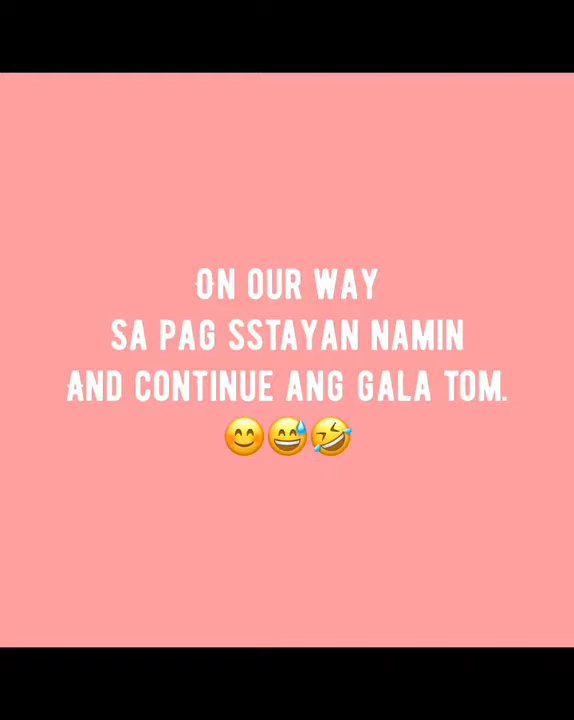 ON OUR WAY
SA PAG SSTAYAN NAMIN
AND CONTINUE ANG GALA TOM.
😊😅🤣